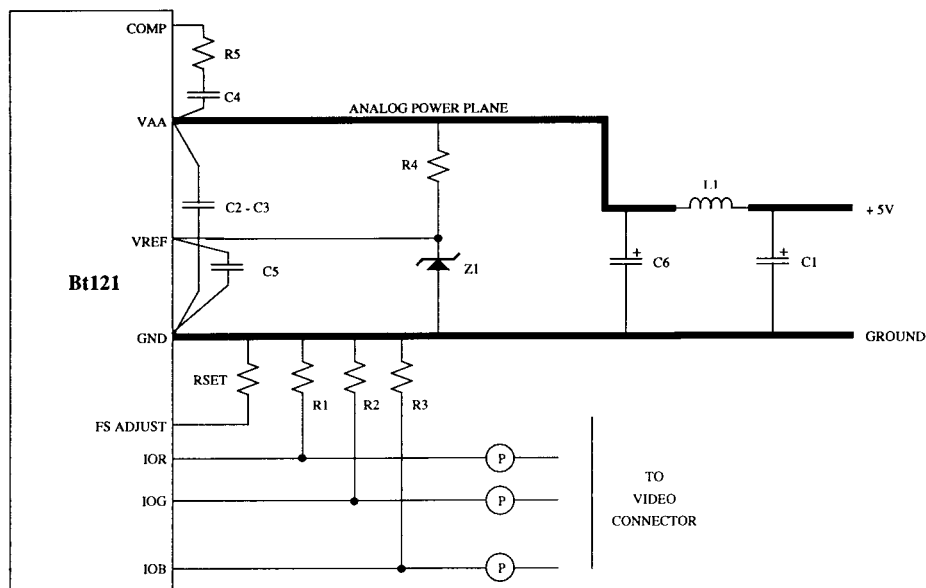 COMP
R5
C4
ANALOG POWER PLANE
VAA
R4
L1
C2 - C3
+ 5V
VREF
+
+
C5
Z1
C6
C1
Bt121
GND
GROUND
RSET
R1
R2
R3
FS ADJUST
IOR
P
IOG
P
TO
VIDEO
CONNECTOR
IOB
P